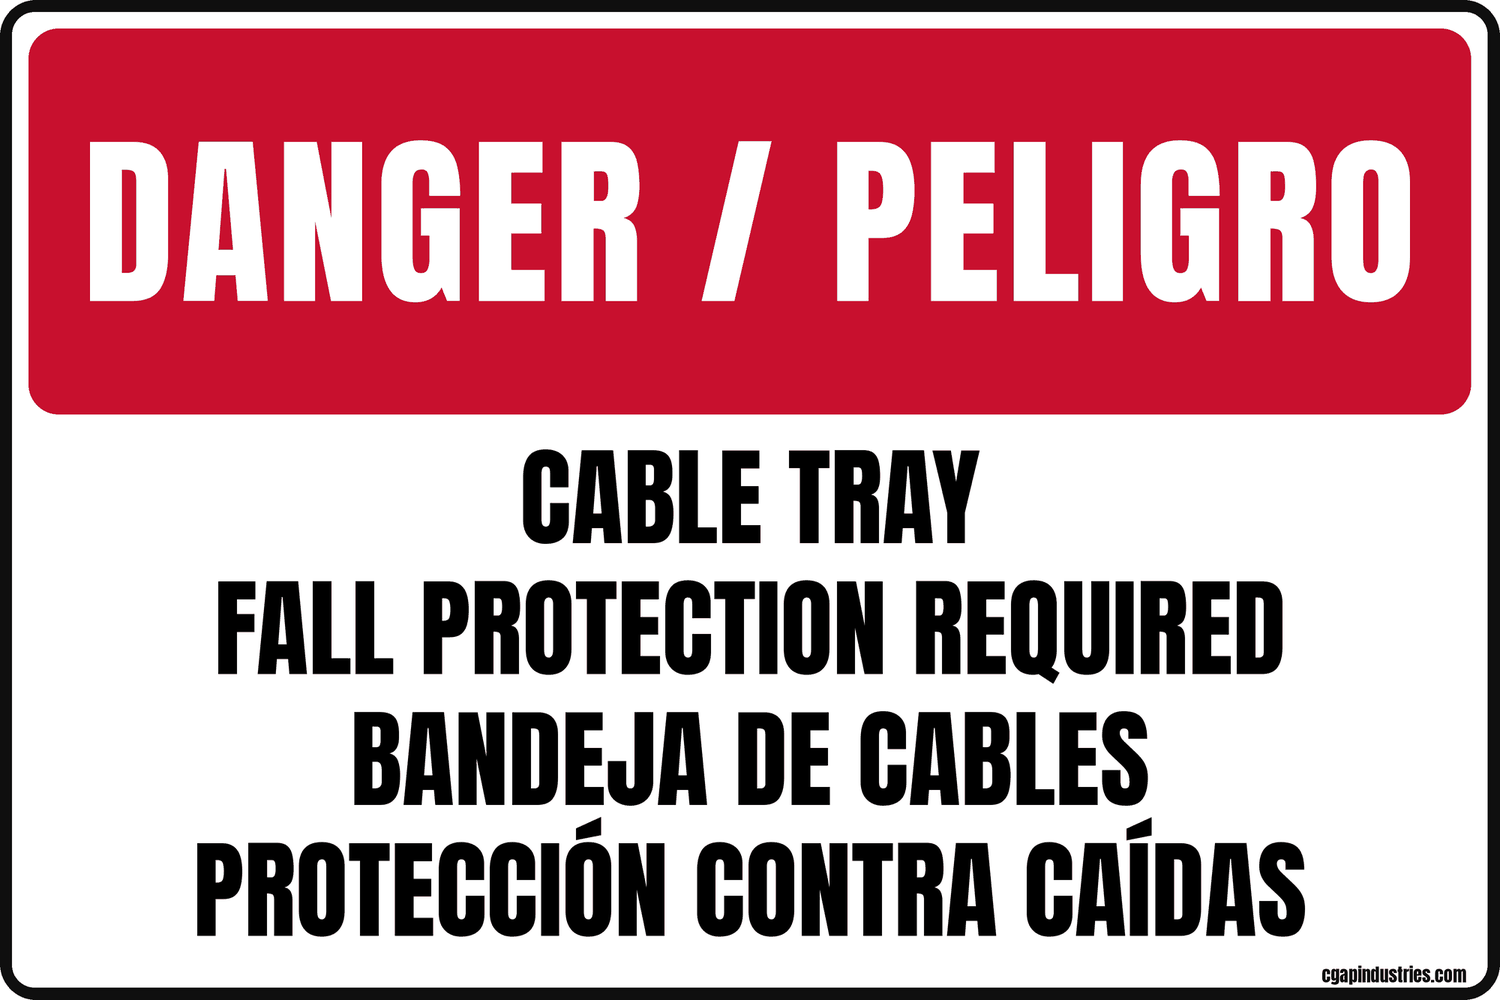 DANGER / PELIGRO
CABLE TRAY
FALL PROTECTION REQUIRED
BANDEJA DE CABLES
PROTECCIÓN CONTRA CAÍDAS
cgapindustries.com